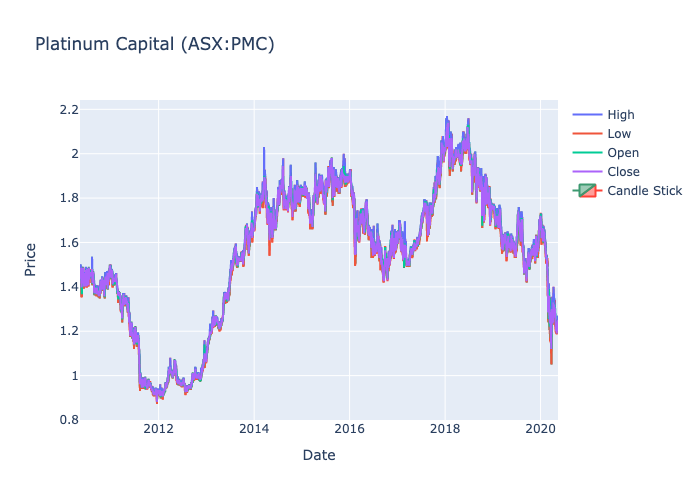 Platinum Capital (ASX:PMC)
2.2
2
1.8
1.6
1.4
1.2
1
0.8
Price
2012
2014
2016
2018
2020
Date
High
Low
Open
Close
Candle Stick